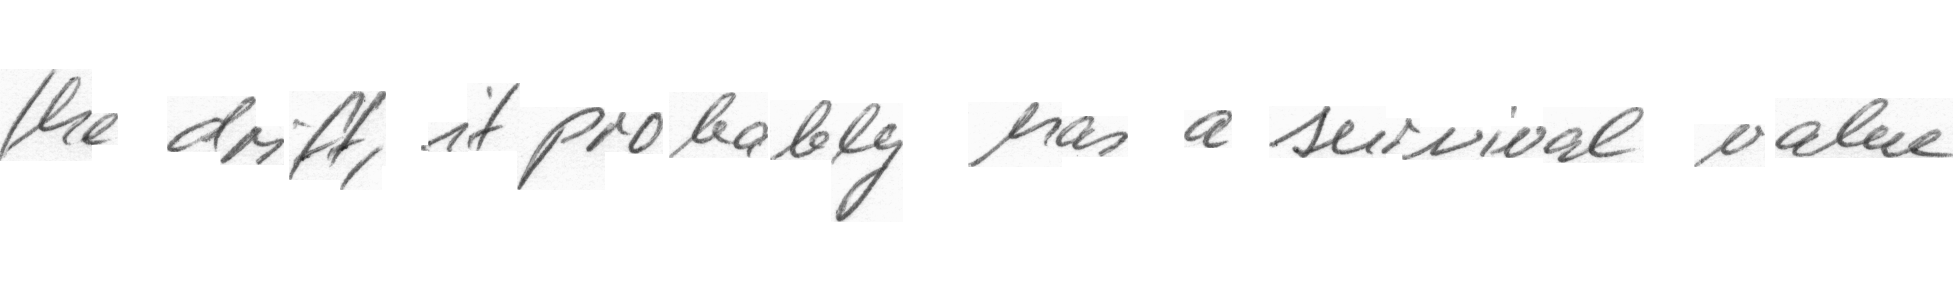 the drift, it probably has a survival value